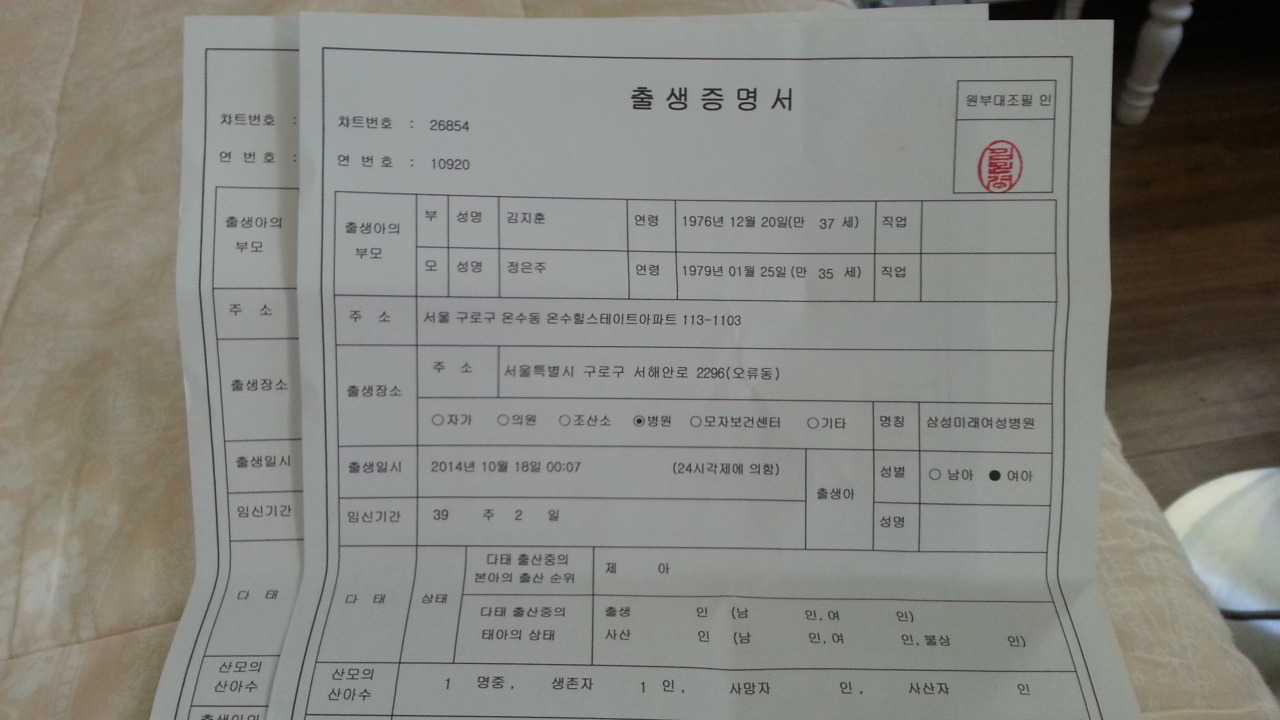 출생증명서
원부대조필 인
챠트번호 : 26854
연 번호 : 10920
출생아의 부모
부 성명 김지훈 연령 1976년 12월 20일(만 37 세) 직업
모 성명 정은주 연령 1979년 01월 25일(만 35 세) 직업
주 소 서울 구로구 온수동 온수힐스테이트아파트 113-1103
출생장소
주 소 서울특별시 구로구 서해안로 2296(오류동)
○자가 ○의원 ○조산소 ◉병원 ○모자보건센터 ○기타 명칭 삼성미래여성병원
출생일시 2014년 10월 18일 00:07 (24시각제에 의함)
출생아 성별 ○ 남아 ● 여아
임신기간 39 주 2 일
성명
다 태 상태
다태 출산중의
본아의 출산 순위 제 아
다태 출산중의
태아의 상태
출생 인 (남 인, 여 인)
사산 인 (남 인, 여 인, 불상 인)
산모의
산아수
1 명중, 생존자 1 인, 사망자 인, 사산자 인
챠트번호 :
연 번호 :
출생아의
부모
주 소
출생장소
출생일시
임신기간
다 태
산모의
산아수
출생아의